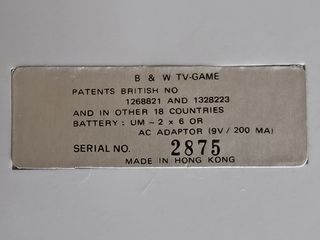 B & W TV-GAME
PATENTS BRITISH NO
1268821 AND 1328223
AND IN OTHER 18 COUNTRIES
BATTERY : UM - 2 x 6 OR
AC ADAPTOR (9V / 200 MA)
SERIAL NO. 2875
MADE IN HONG KONG